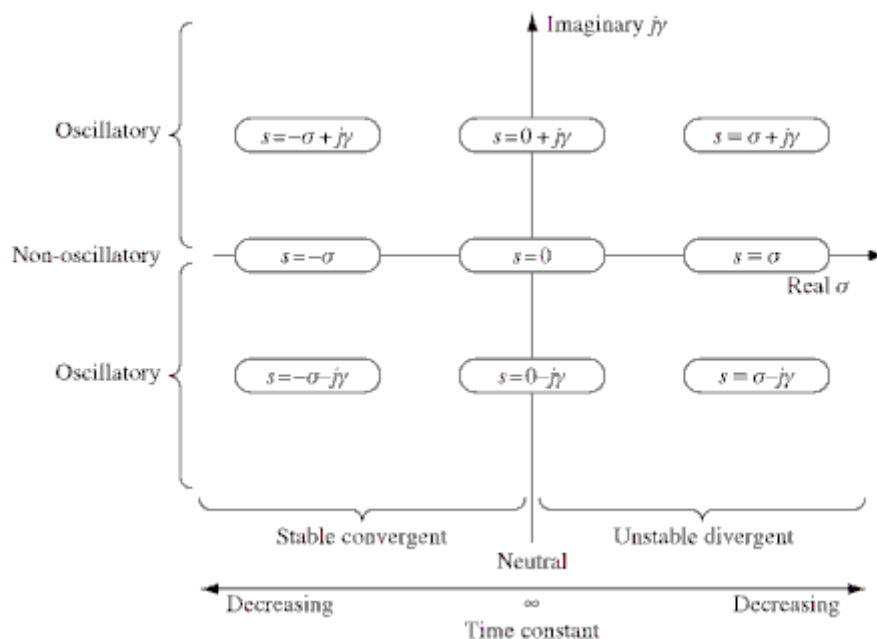 Imaginary jγ
Oscillatory
s=−σ+jγ
s=0+jγ
s=σ+jγ
Non-oscillatory
s=−σ
s=0
s=σ
Real σ
Oscillatory
s=−σ–jγ
s=0–jγ
s=σ–jγ
Stable convergent
Unstable divergent
Neutral
Decreasing
∞
Decreasing
Time constant